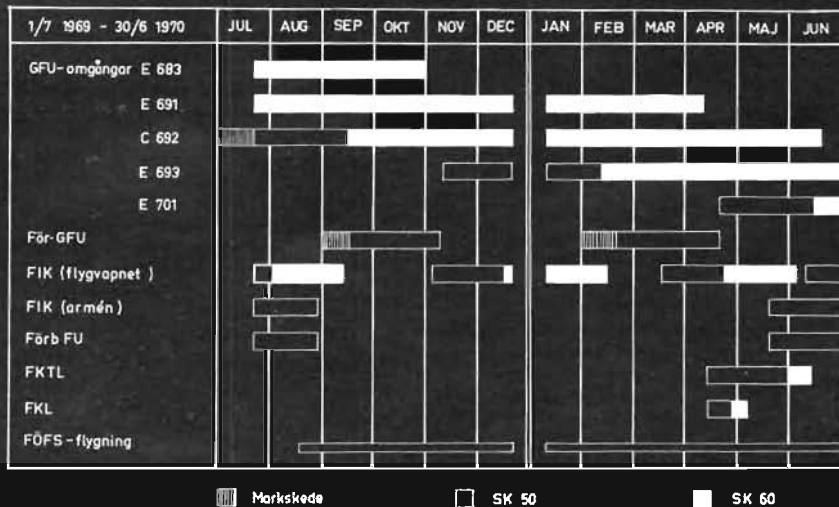 1/7 1969 - 30/6 1970 JUL AUG SEP OKT NOV DEC JAN FEB MAR APR MAJ JUN
GFU-omgångar E 683
E 691
C 692
E 693
E 701
För-GFU
FIK (flygvapnet)
FIK (armén)
Förb FU
FKTL
FKL
FÖFS-flygning
Markskede SK 50 SK 60